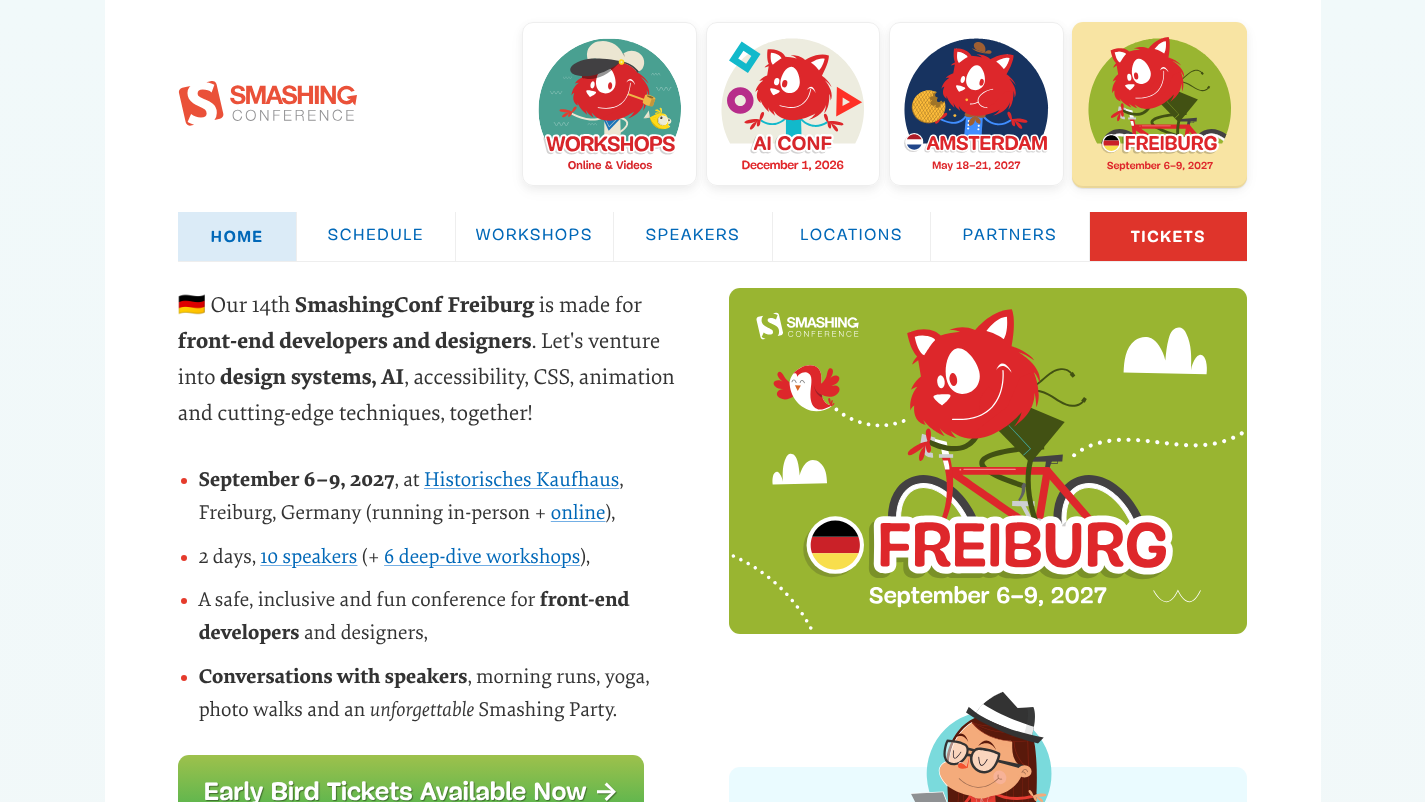 SMASHING
CONFERENCE
WORKSHOPS
Online & Videos
AI CONF
December 1, 2026
AMSTERDAM
May 18–21, 2027
FREIBURG
September 6–9, 2027
HOME
SCHEDULE
WORKSHOPS
SPEAKERS
LOCATIONS
PARTNERS
TICKETS
🇩🇪 Our 14th SmashingConf Freiburg is made for
front-end developers and designers. Let's venture
into design systems, AI, accessibility, CSS, animation
and cutting-edge techniques, together!
• September 6–9, 2027, at Historisches Kaufhaus,
Freiburg, Germany (running in-person + online),
• 2 days, 10 speakers (+ 6 deep-dive workshops),
• A safe, inclusive and fun conference for front-end
developers and designers,
• Conversations with speakers, morning runs, yoga,
photo walks and an unforgettable Smashing Party.
Early Bird Tickets Available Now →
SMASHING
CONFERENCE
FREIBURG
September 6–9, 2027